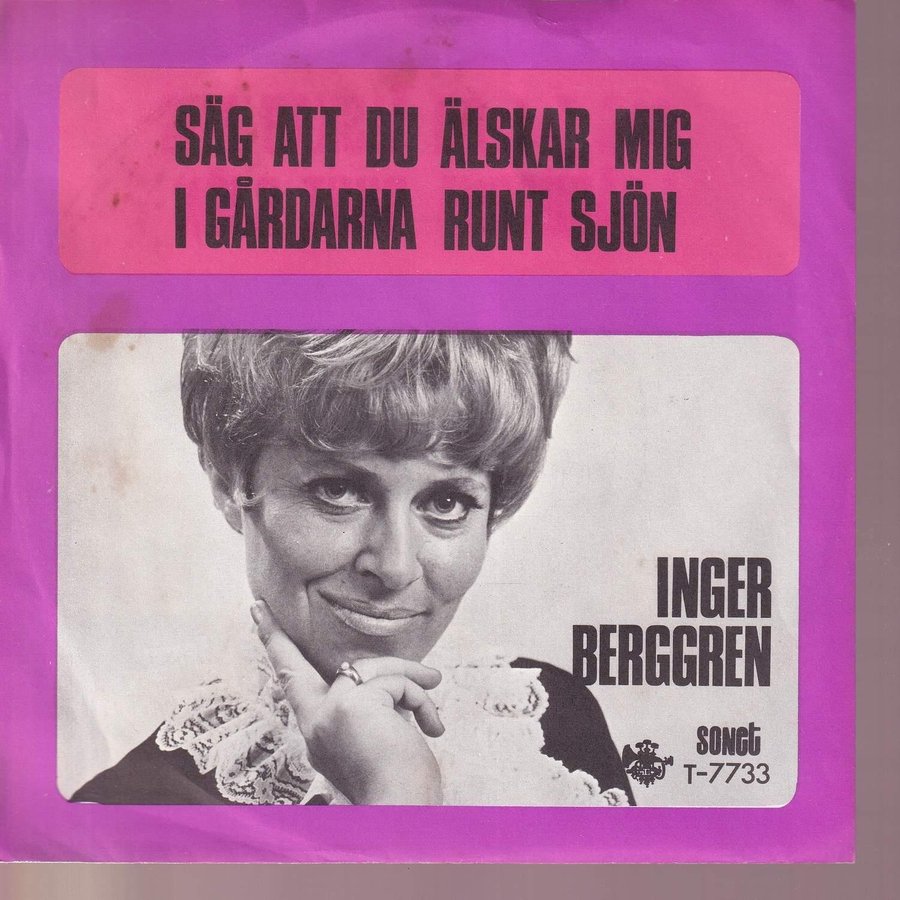 SÄG ATT DU ÄLSKAR MIG
I GÅRDARNA RUNT SJÖN
INGER
BERGGREN
sonet
T-7733